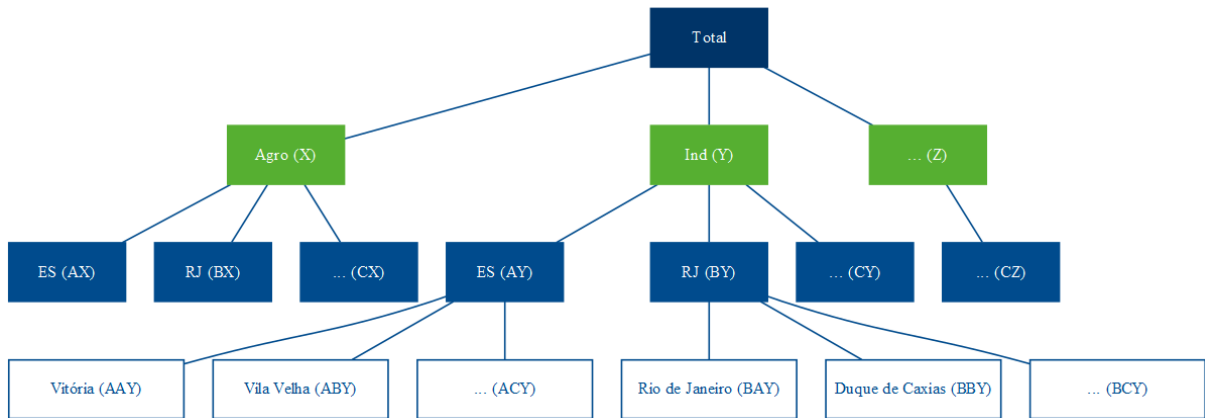 Total
Agro (X)
Ind (Y)
... (Z)
ES (AX)
RJ (BX)
... (CX)
ES (AY)
RJ (BY)
... (CY)
... (CZ)
Vitória (AAY)
Vila Velha (ABY)
... (ACY)
Rio de Janeiro (BAY)
Duque de Caxias (BBY)
... (BCY)